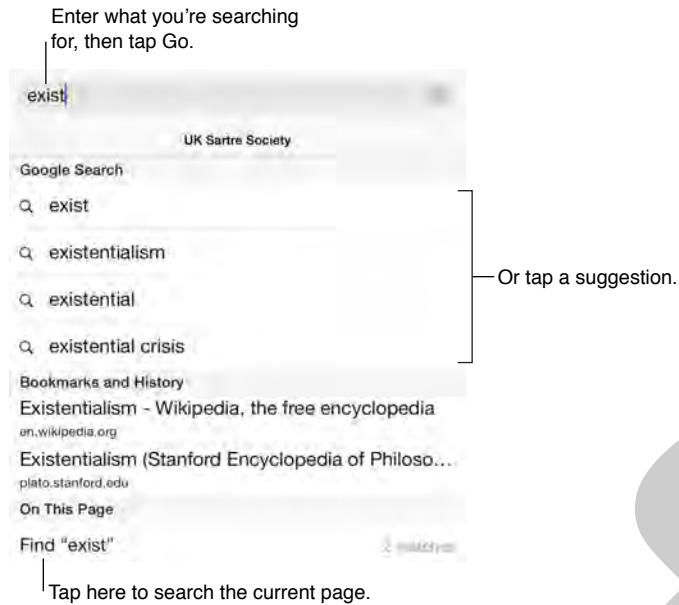 Enter what you're searching
for, then tap Go.
exist
UK Sartre Society
Google Search
exist
existentialism
existential
existential crisis
Or tap a suggestion.
Bookmarks and History
Existentialism - Wikipedia, the free encyclopedia
en.wikipedia.org
Existentialism (Stanford Encyclopedia of Philoso...
plato.stanford.edu
On This Page
Find "exist" 2 matches
Tap here to search the current page.